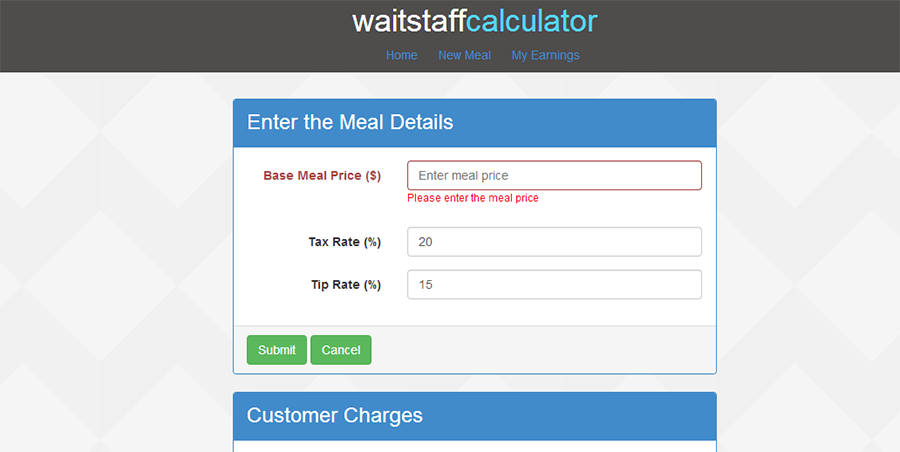 waitstaffcalculator
Home New Meal My Earnings
Enter the Meal Details
Base Meal Price ($) Enter meal price
Please enter the meal price
Tax Rate (%) 20
Tip Rate (%) 15
Submit Cancel
Customer Charges